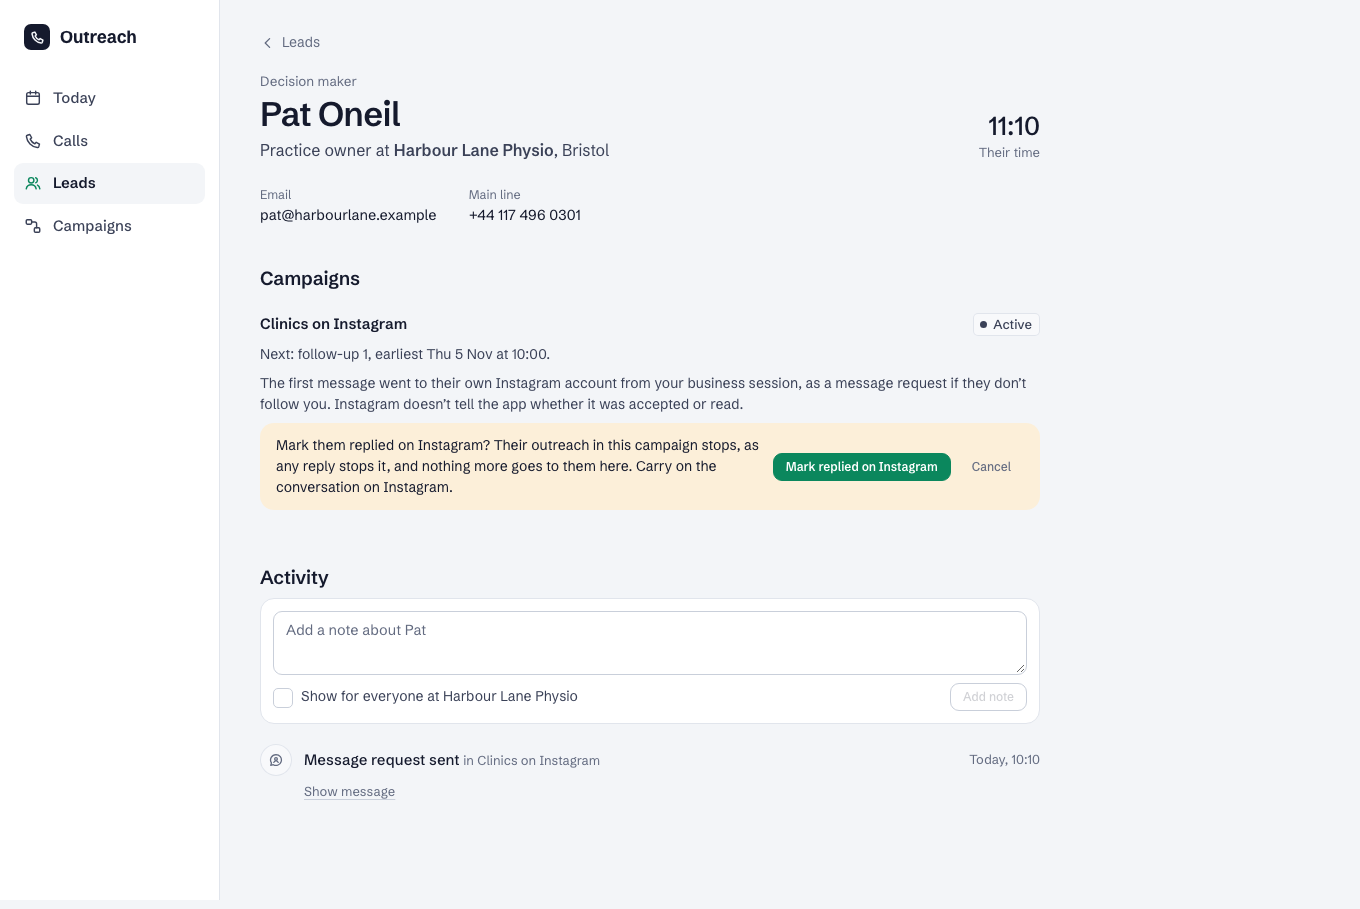 Outreach
Today
Calls
Leads
Campaigns
Leads
Decision maker
Pat Oneil
Practice owner at Harbour Lane Physio, Bristol
11:10
Their time
Email
pat@harbourlane.example
Main line
+44 117 496 0301
Campaigns
Clinics on Instagram
Active
Next: follow-up 1, earliest Thu 5 Nov at 10:00.
The first message went to their own Instagram account from your business session, as a message request if they don’t
follow you. Instagram doesn’t tell the app whether it was accepted or read.
Mark them replied on Instagram? Their outreach in this campaign stops, as
any reply stops it, and nothing more goes to them here. Carry on the
conversation on Instagram.
Mark replied on Instagram
Cancel
Activity
Add a note about Pat
Show for everyone at Harbour Lane Physio
Add note
Message request sent in Clinics on Instagram
Today, 10:10
Show message